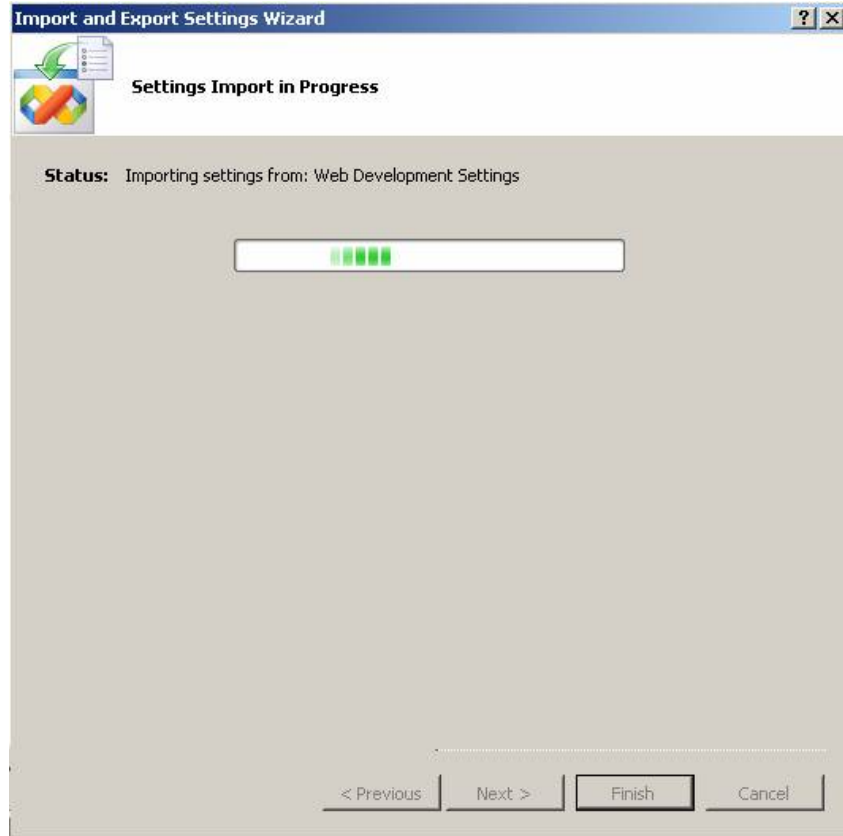 Import and Export Settings Wizard
Settings Import in Progress
Status: Importing settings from: Web Development Settings
< Previous Next > Finish Cancel